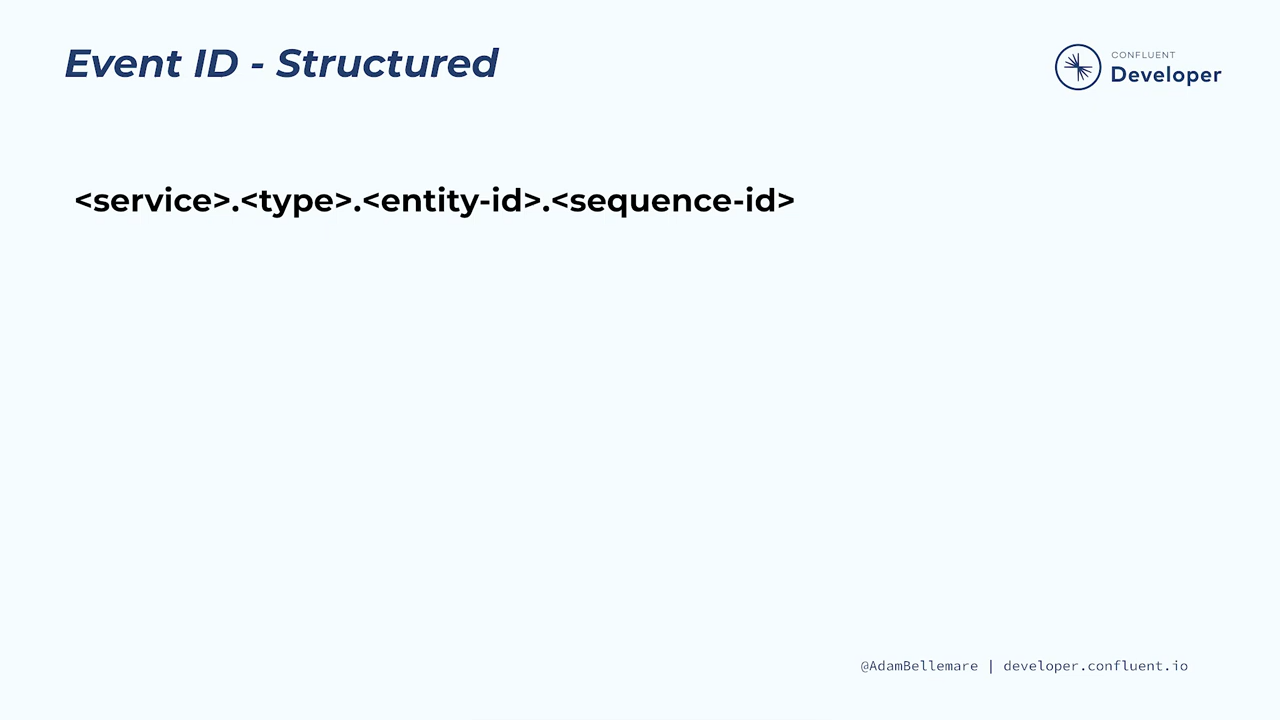 Event ID - Structured
CONFLUENT
Developer
<service>.<type>.<entity-id>.<sequence-id>
@AdamBellemare | developer.confluent.io